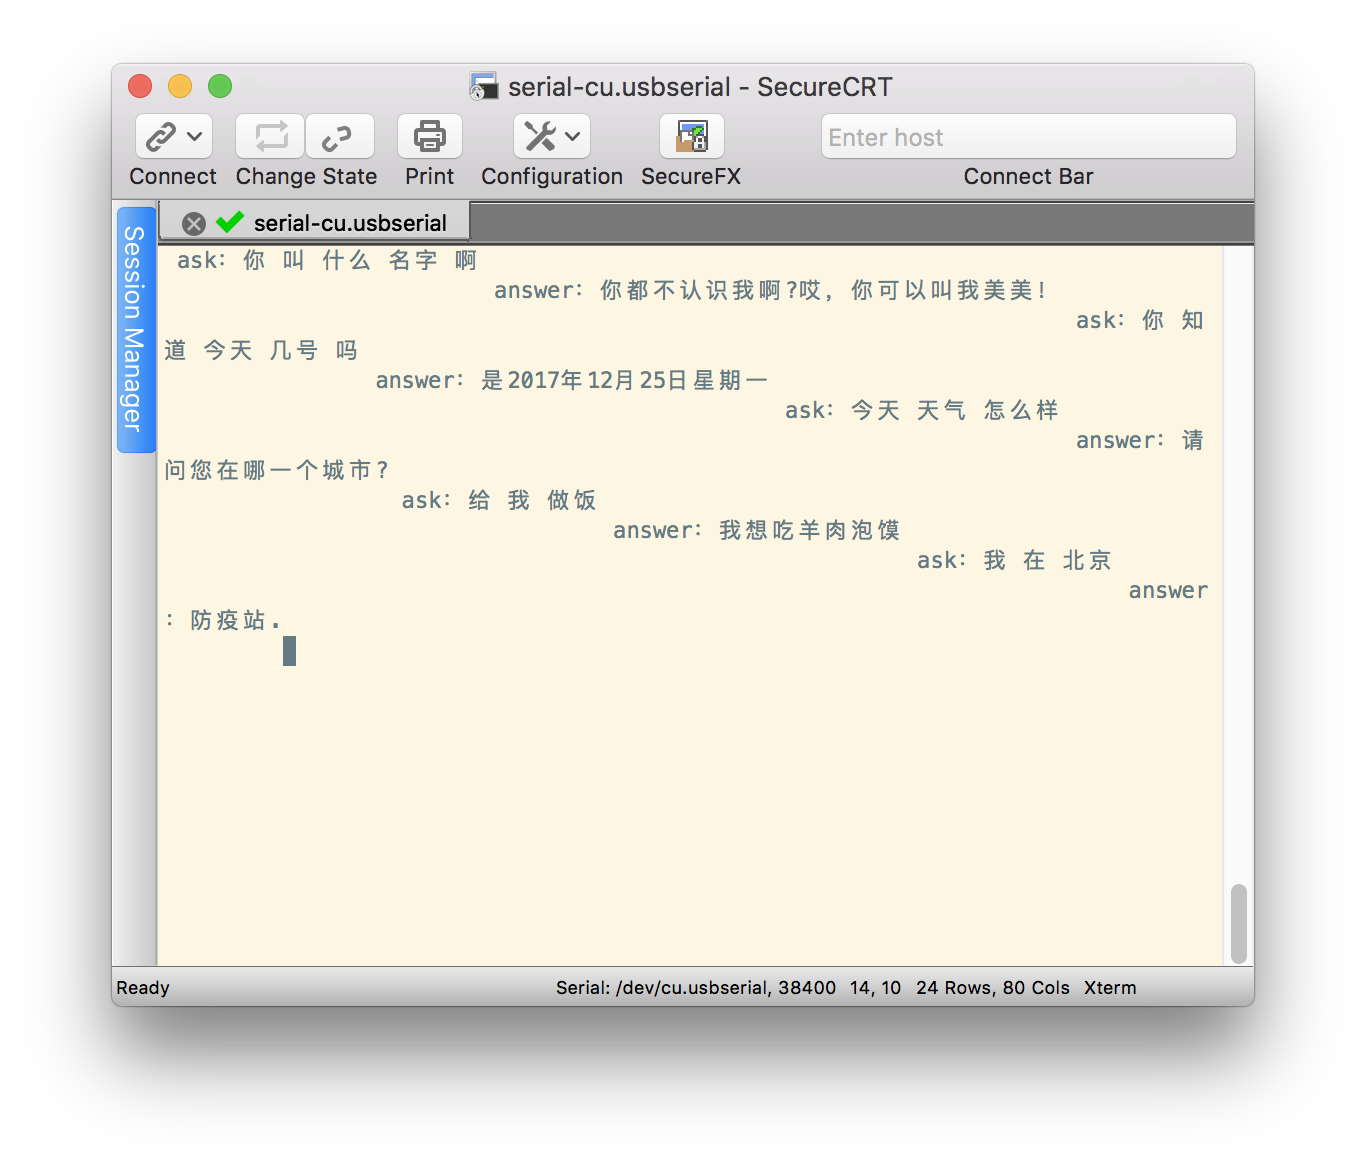 serial-cu.usbserial - SecureCRT
Enter host
Connect Change State Print Configuration SecureFX Connect Bar
serial-cu.usbserial
Session Manager
ask: 你 叫 什么 名字 啊
answer: 你都不认识我啊?哎, 你可以叫我美美!
ask: 你 知
道 今天 几号 吗
answer: 是2017年12月25日星期一
ask: 今天 天气 怎么样
answer: 请
问您在哪一个城市?
ask: 给 我 做饭
answer: 我想吃羊肉泡馍
ask: 我 在 北京
answer
: 防疫站.
Ready Serial: /dev/cu.usbserial, 38400 14, 10 24 Rows, 80 Cols Xterm